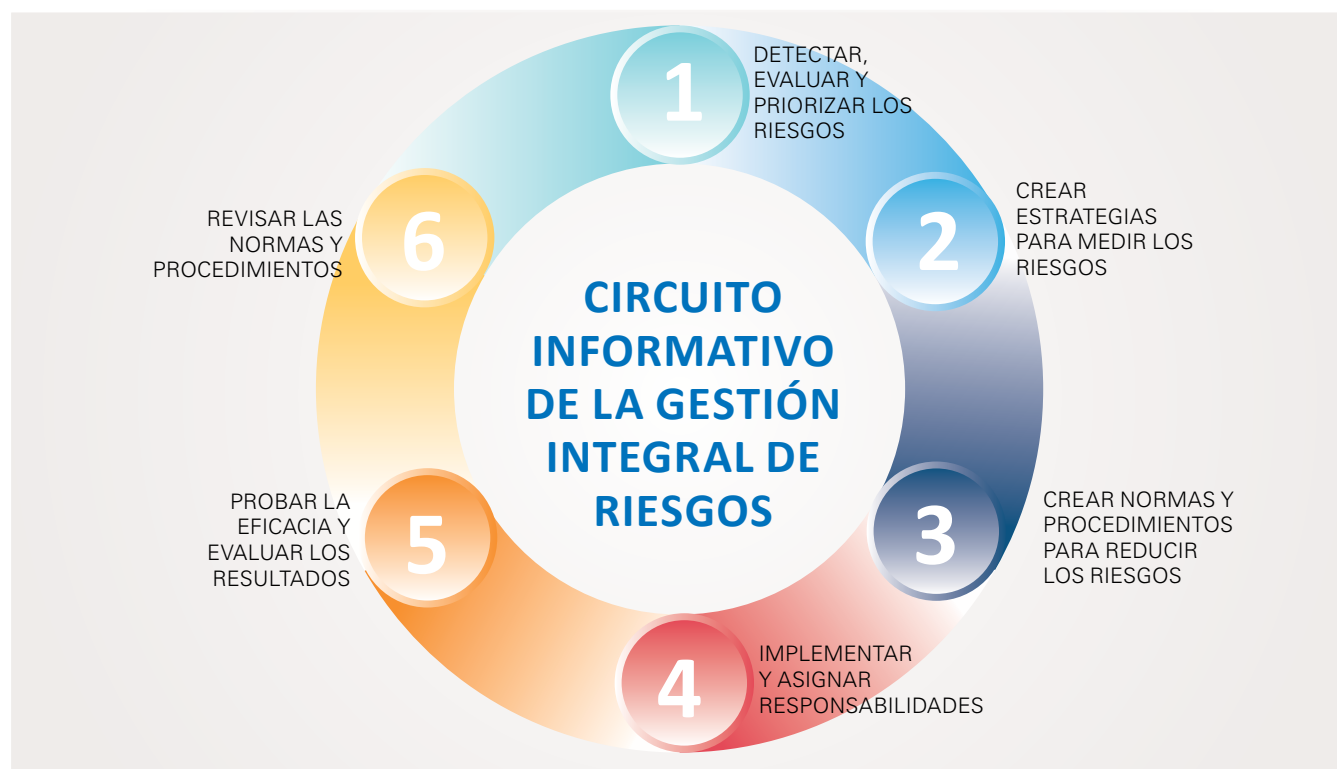 CIRCUITO
INFORMATIVO
DE LA GESTIÓN
INTEGRAL DE
RIESGOS
1
DETECTAR,
EVALUAR Y
PRIORIZAR LOS
RIESGOS
2
CREAR
ESTRATEGIAS
PARA MEDIR LOS
RIESGOS
3
CREAR NORMAS Y
PROCEDIMIENTOS
PARA REDUCIR
LOS RIESGOS
4
IMPLEMENTAR
Y ASIGNAR
RESPONSABILIDADES
5
PROBAR LA
EFICACIA Y
EVALUAR LOS
RESULTADOS
6
REVISAR LAS
NORMAS Y
PROCEDIMIENTOS